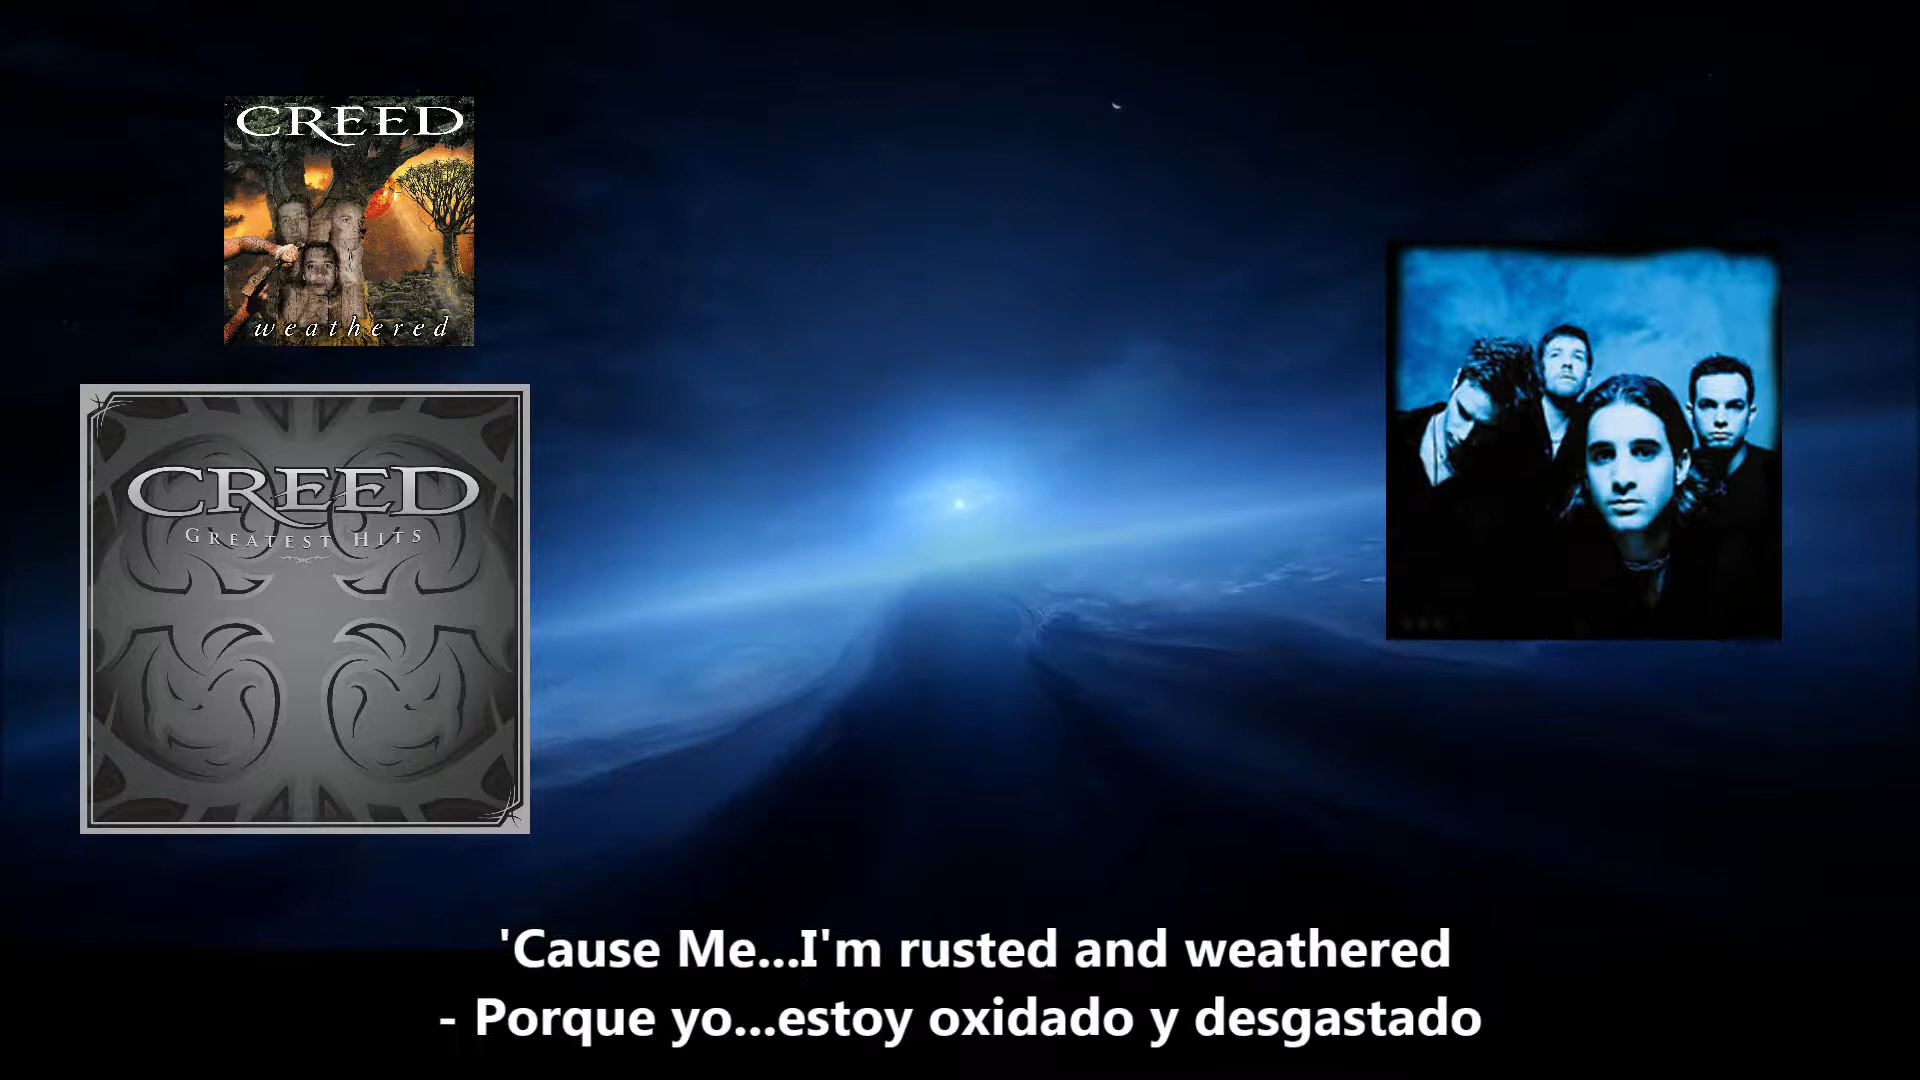 CREED
weathered
CREED
GREATEST HITS
'Cause Me...I'm rusted and weathered
- Porque yo...estoy oxidado y desgastado